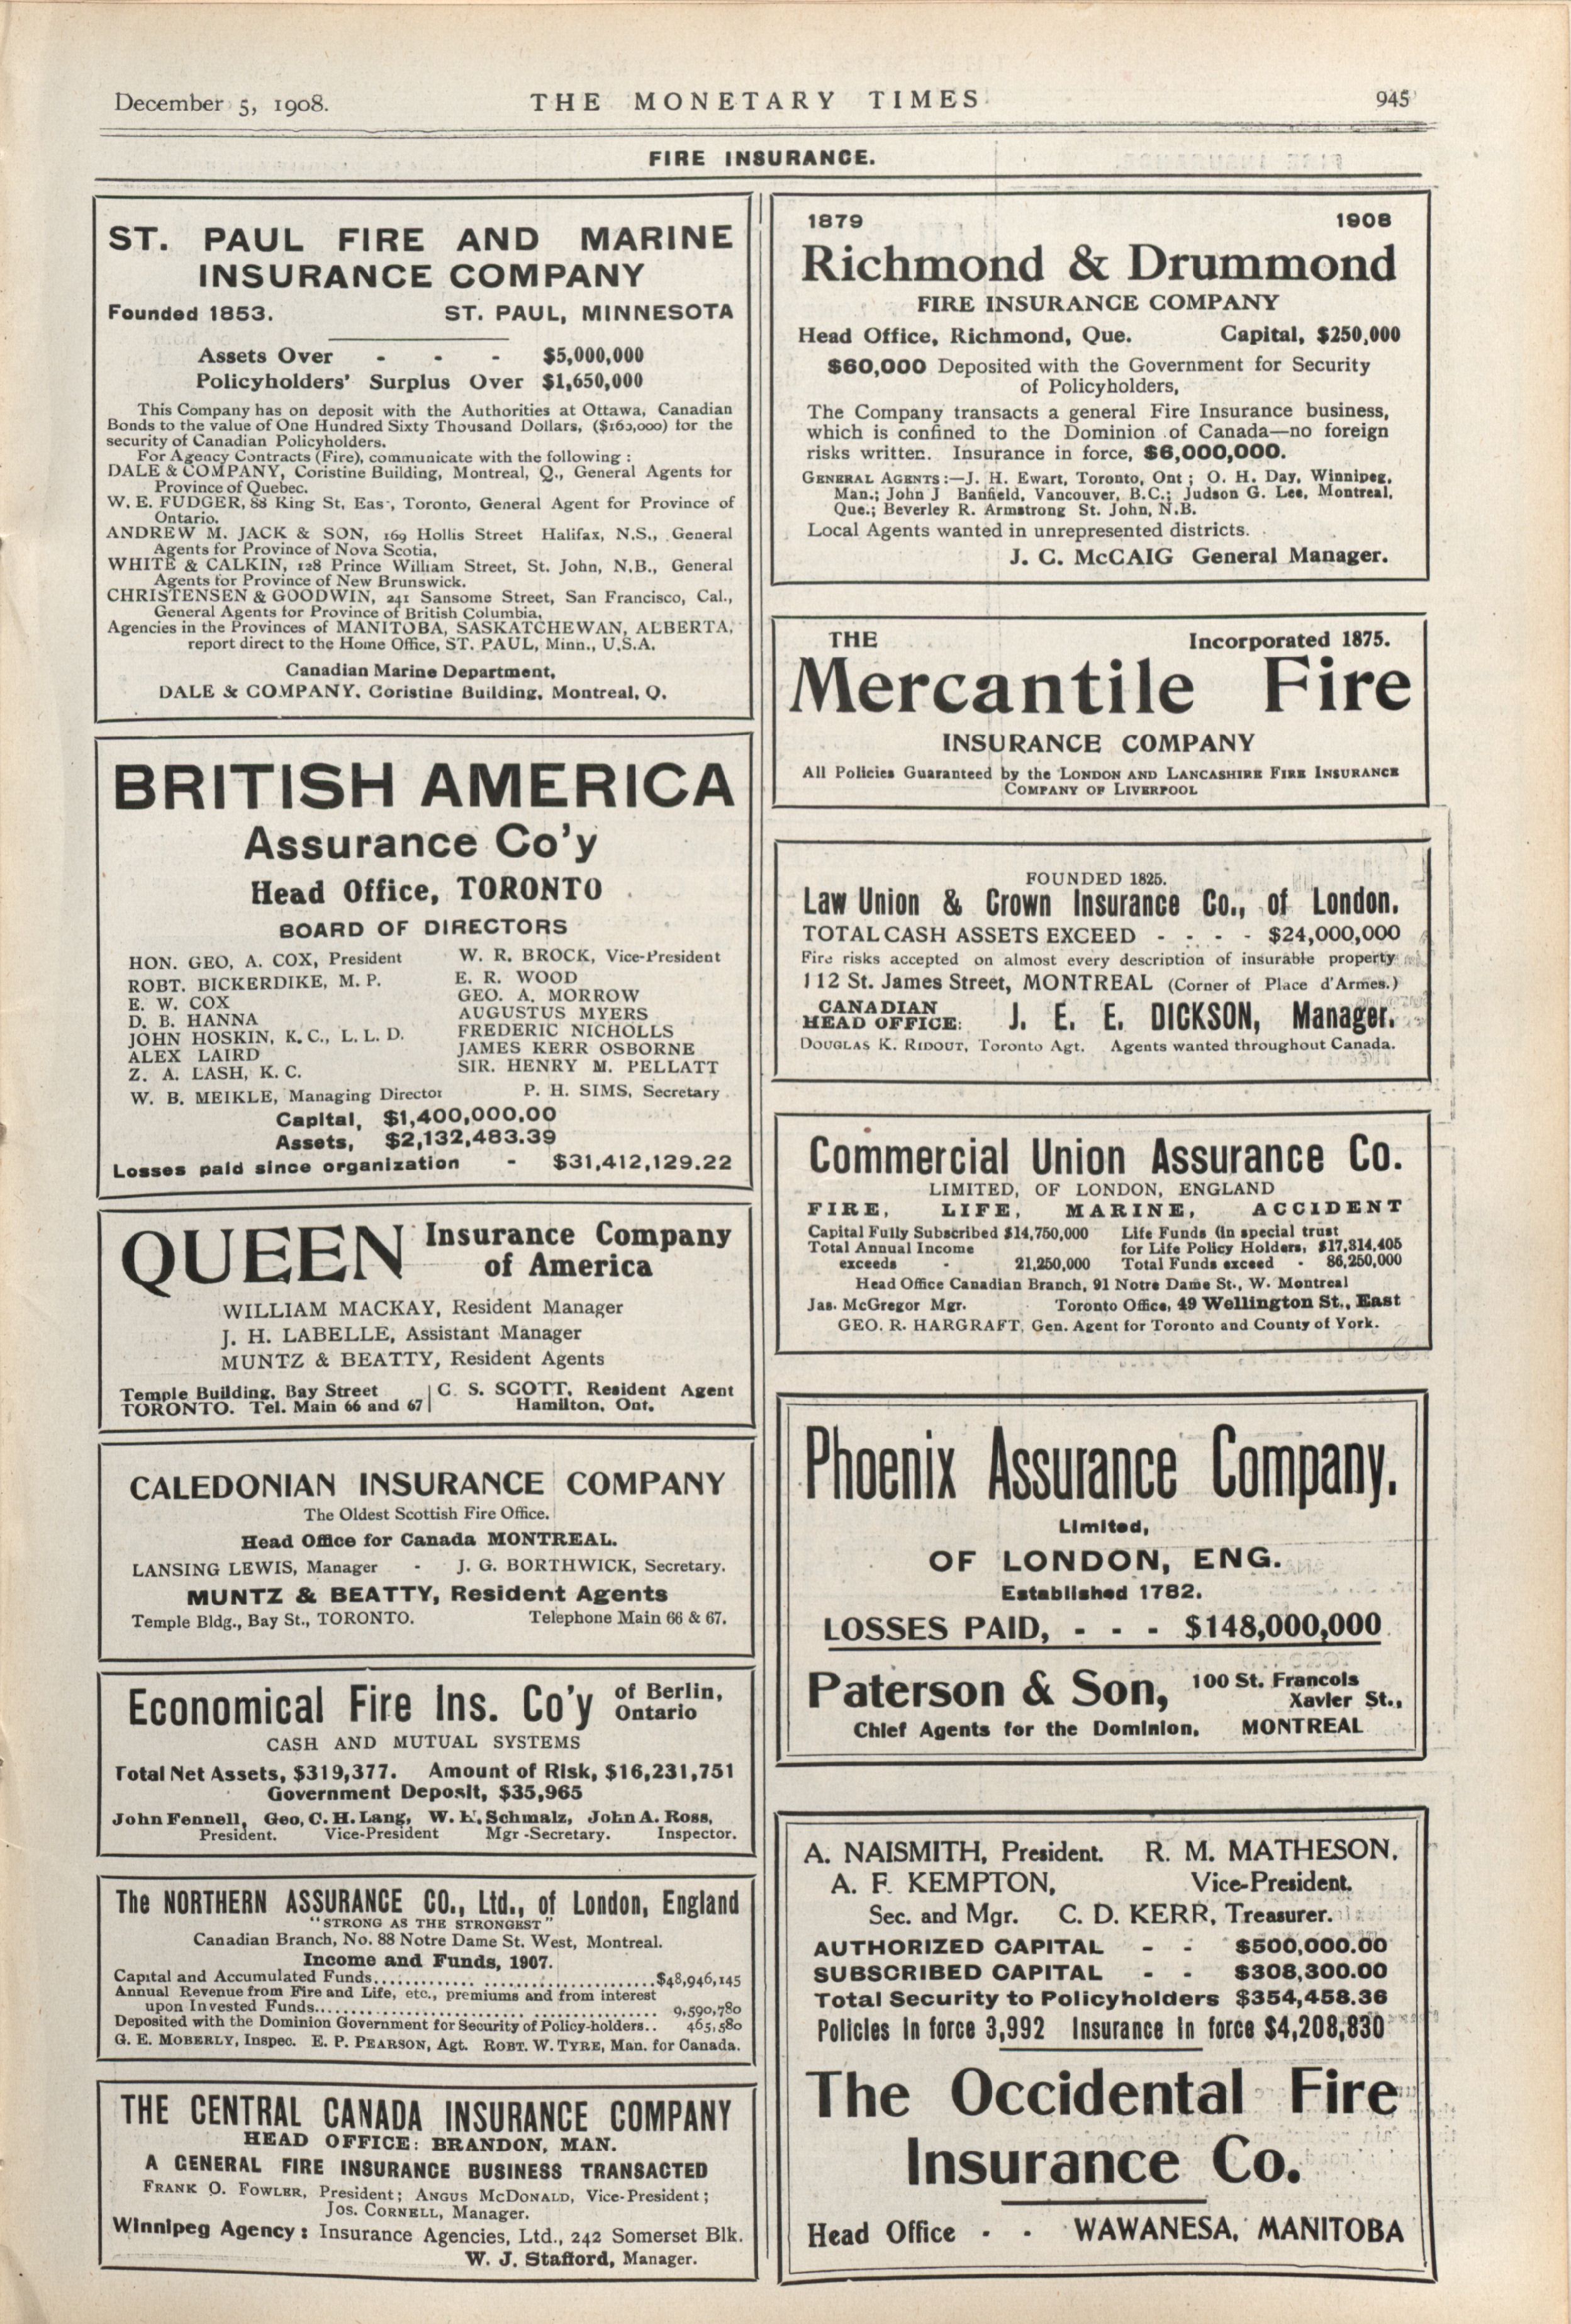 December 5, 1908.
THE MONETARY TIMES
945
FIRE INSURANCE.
ST. PAUL FIRE AND MARINE
INSURANCE COMPANY
Founded 1853. ST. PAUL, MINNESOTA
Assets Over - - - $5,000,000
Policyholders' Surplus Over $1,650,000
This Company has on deposit with the Authorities at Ottawa, Canadian
Bonds to the value of One Hundred Sixty Thousand Dollars, ($160,000) for the
security of Canadian Policyholders.
For Agency Contracts (Fire), communicate with the following :
DALE & COMPANY, Coristine Building, Montreal, Q., General Agents for
Province of Quebec.
W. E. FUDGER, 88 King St, Eas , Toronto, General Agent for Province of
Ontario.
ANDREW M. JACK & SON, 169 Hollis Street Halifax, N.S., General
Agents for Province of Nova Scotia,
WHITE & CALKIN, 128 Prince William Street, St. John, N.B., General
Agents for Province of New Brunswick.
CHRISTENSEN & GOODWIN, 241 Sansome Street, San Francisco, Cal.,
General Agents for Province of British Columbia,
Agencies in the Provinces of MANITOBA, SASKATCHEWAN, ALBERTA,
report direct to the Home Office, ST. PAUL, Minn., U.S.A.
Canadian Marine Department,
DALE & COMPANY, Coristine Building, Montreal, Q.
BRITISH AMERICA
Assurance Co'y
Head Office, TORONTO
BOARD OF DIRECTORS
HON. GEO, A. COX, President W. R. BROCK, Vice-President
ROBT. BICKERDIKE, M. P. E. R. WOOD
E. W. COX GEO. A. MORROW
D. B. HANNA AUGUSTUS MYERS
JOHN HOSKIN, K. C., L. L. D. FREDERIC NICHOLLS
ALEX LAIRD JAMES KERR OSBORNE
Z. A. LASH, K. C. SIR. HENRY M. PELLATT
W. B. MEIKLE, Managing Director P. H. SIMS, Secretary
Capital, $1,400,000.00
Assets, $2,132,483.39
Losses paid since organization - $31,412,129.22
QUEEN Insurance Company
of America
WILLIAM MACKAY, Resident Manager
J. H. LABELLE, Assistant Manager
MUNTZ & BEATTY, Resident Agents
Temple Building, Bay Street C. S. SCOTT, Resident Agent
TORONTO. Tel. Main 66 and 67 Hamilton, Ont.
CALEDONIAN INSURANCE COMPANY
The Oldest Scottish Fire Office.
Head Office for Canada MONTREAL.
LANSING LEWIS, Manager - J. G. BORTHWICK, Secretary.
MUNTZ & BEATTY, Resident Agents
Temple Bldg., Bay St., TORONTO. Telephone Main 66 & 67.
Economical Fire Ins. Co'y of Berlin,
Ontario
CASH AND MUTUAL SYSTEMS
Total Net Assets, $319,377. Amount of Risk, $16,231,751
Government Deposit, $35,965
John Fennell, Geo, C. H. Lang, W. H. Schmalz, John A. Ross,
President. Vice-President Mgr -Secretary. Inspector.
The NORTHERN ASSURANCE CO., Ltd., of London, England
"STRONG AS THE STRONGEST"
Canadian Branch, No. 88 Notre Dame St. West, Montreal.
Income and Funds, 1907.
Capital and Accumulated Funds.......... $48,946,145
Annual Revenue from Fire and Life, etc., premiums and from interest
upon Invested Funds.......... 9,590,780
Deposited with the Dominion Government for Security of Policy-holders.. 465,580
G. E. MOBERLY, Inspec. E. P. PEARSON, Agt. ROBT. W. TYRE, Man. for Canada.
THE CENTRAL CANADA INSURANCE COMPANY
HEAD OFFICE: BRANDON, MAN.
A GENERAL FIRE INSURANCE BUSINESS TRANSACTED
FRANK O. FOWLER, President; ANGUS MCDONALD, Vice-President;
JOS. CORNELL, Manager.
Winnipeg Agency: Insurance Agencies, Ltd., 242 Somerset Blk.
W. J. Stafford, Manager.
1879 1908
Richmond & Drummond
FIRE INSURANCE COMPANY
Head Office, Richmond, Que. Capital, $250,000
$60,000 Deposited with the Government for Security
of Policyholders,
The Company transacts a general Fire Insurance business,
which is confined to the Dominion of Canada—no foreign
risks written. Insurance in force, $6,000,000.
GENERAL AGENTS:—J. H. Ewart, Toronto, Ont ; O. H. Day, Winnipeg,
Man.; John J Banfield, Vancouver, B.C.; Judson G. Lee, Montreal,
Que.; Beverley R. Armstrong St. John, N.B.
Local Agents wanted in unrepresented districts.
J. C. McCAIG General Manager.
THE Incorporated 1875.
Mercantile Fire
INSURANCE COMPANY
All Policies Guaranteed by the LONDON AND LANCASHIRE FIRE INSURANCE
COMPANY OF LIVERPOOL
FOUNDED 1825.
Law Union & Crown Insurance Co., of London.
TOTAL CASH ASSETS EXCEED - - - - $24,000,000
Fire risks accepted on almost every description of insurable property
112 St. James Street, MONTREAL (Corner of Place d'Armes.)
CANADIAN
HEAD OFFICE: J. E. E. DICKSON, Manager.
DOUGLAS K. RIDOUT, Toronto Agt. Agents wanted throughout Canada.
Commercial Union Assurance Co.
LIMITED, OF LONDON, ENGLAND
FIRE, LIFE, MARINE, ACCIDENT
Capital Fully Subscribed $14,750,000 Life Funds (in special trust
Total Annual Income for Life Policy Holders, $17,314,405
exceeds - 21,250,000 Total Funds exceed - 86,250,000
Head Office Canadian Branch, 91 Notre Dame St., W. Montreal
Jas. McGregor Mgr. Toronto Office, 49 Wellington St., East
GEO. R. HARGRAFT, Gen. Agent for Toronto and County of York.
Phoenix Assurance Company,
Limited,
OF LONDON, ENG.
Established 1782.
LOSSES PAID, - - - $148,000,000
Paterson & Son, 100 St. Francois
Xavier St.,
Chief Agents for the Dominion, MONTREAL
A. NAISMITH, President. R. M. MATHESON,
A. F. KEMPTON, Vice-President.
Sec. and Mgr. C. D. KERR, Treasurer.
AUTHORIZED CAPITAL - - $500,000.00
SUBSCRIBED CAPITAL - - $308,300.00
Total Security to Policyholders $354,458.36
Policies in force 3,992 Insurance in force $4,208,830
The Occidental Fire
Insurance Co.
Head Office - - WAWANESA, MANITOBA